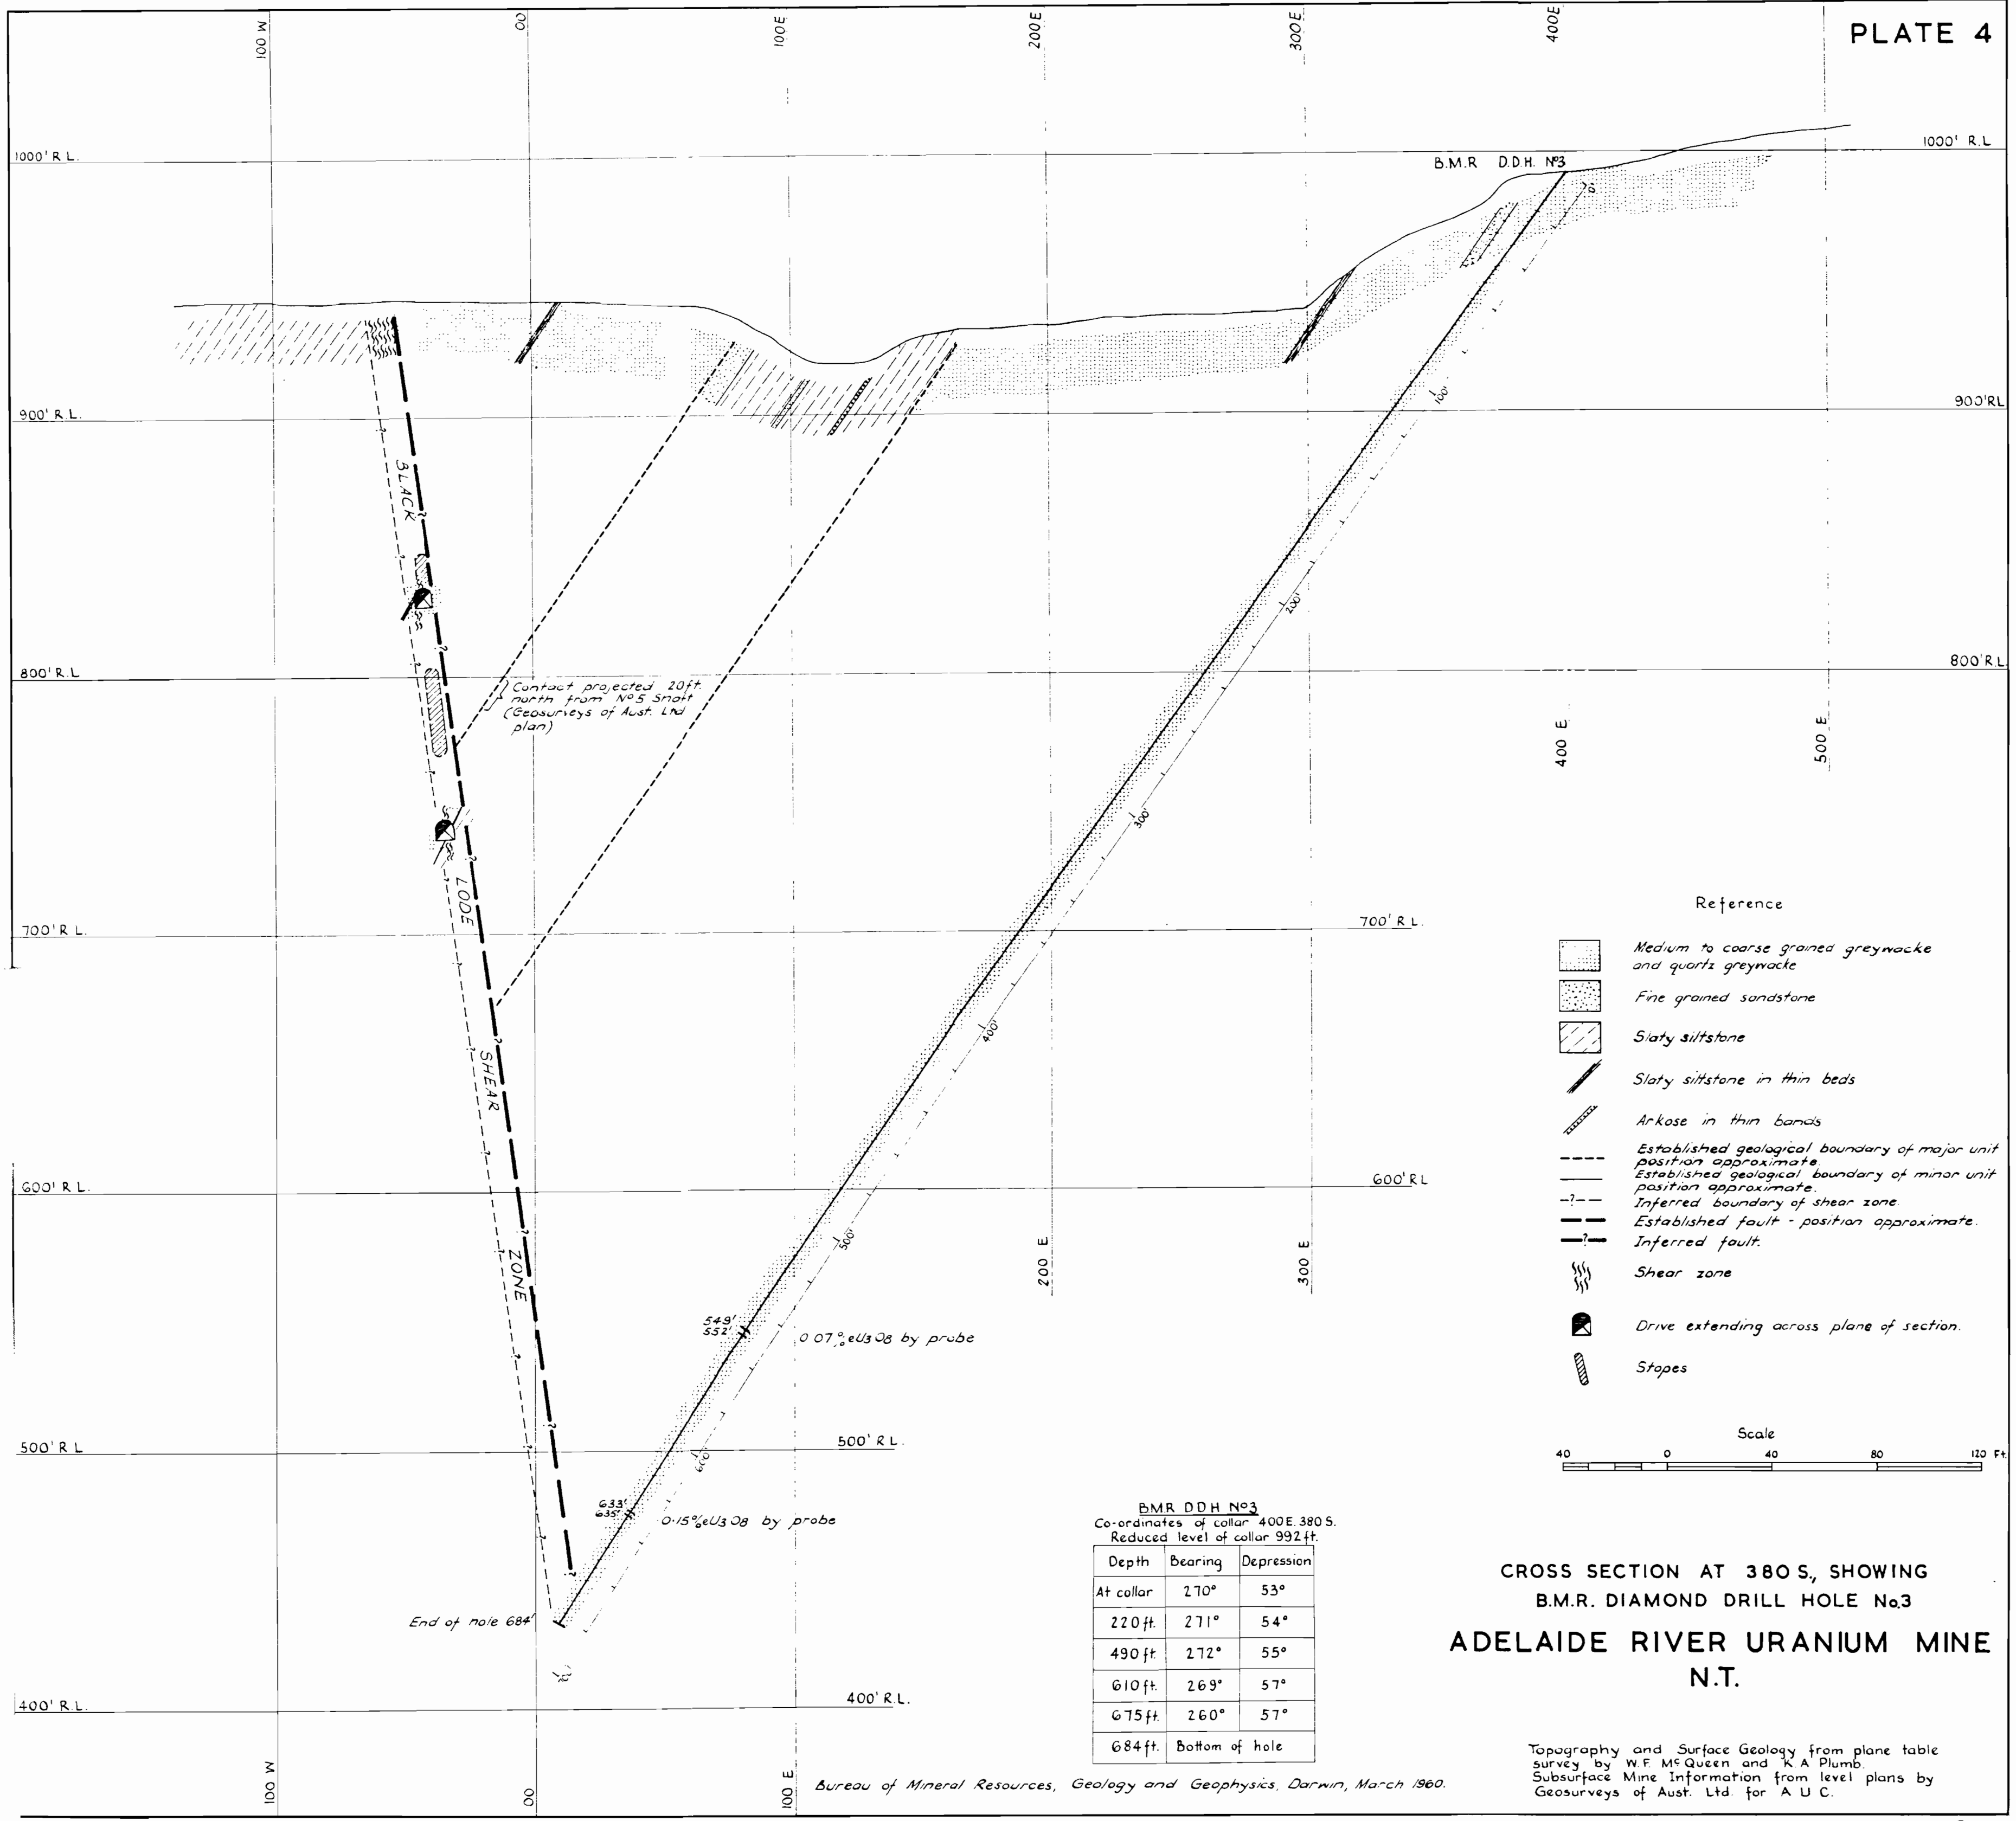 PLATE 4
100 W
00
100E
200E
300E
400E
1000' R.L.
1000' R.L
B.M.R D.D.H. Nº3
0'
100'
900' R.L.
900'RL
BLACK
200'
800' R.L
800'R.L.
Contact projected 20ft.
north from Nº5 Shaft
(Geosurveys of Aust. Ltd
plan)
400 E
500 E
300'
LODE
700' R L.
700' R L.
400'
SHEAR
600' R L.
600' RL
500'
ZONE
200 E
300 E
549'
552'
0.07%eU3O8 by probe
500' R L
500' R L.
600'
633'
635'
0.15%eU3O8 by probe
End of hole 684'
400' R.L.
400' R.L.
100 W
00
100 E
Reference
Medium to coarse grained greywacke
and quartz greywacke
Fine grained sandstone
Slaty siltstone
Slaty siltstone in thin beds
Arkose in thin bands
Established geological boundary of major unit
position approximate.
Established geological boundary of minor unit
position approximate.
-?-- Inferred boundary of shear zone.
Established fault - position approximate.
-?- Inferred fault.
Shear zone
Drive extending across plane of section.
Stopes
Scale
40 0 40 80 120 Ft.
BMR DDH Nº3
Co-ordinates of collar 400E. 380S.
Reduced level of collar 992ft.
Depth Bearing Depression
At collar 270° 53°
220ft. 271° 54°
490ft. 272° 55°
610ft. 269° 57°
675ft. 260° 57°
684ft. Bottom of hole
CROSS SECTION AT 380 S., SHOWING
B.M.R. DIAMOND DRILL HOLE No.3
ADELAIDE RIVER URANIUM MINE
N.T.
Bureau of Mineral Resources, Geology and Geophysics, Darwin, March 1960.
Topography and Surface Geology from plane table
survey by W.F. McQueen and K.A Plumb.
Subsurface Mine Information from level plans by
Geosurveys of Aust. Ltd. for A U C.